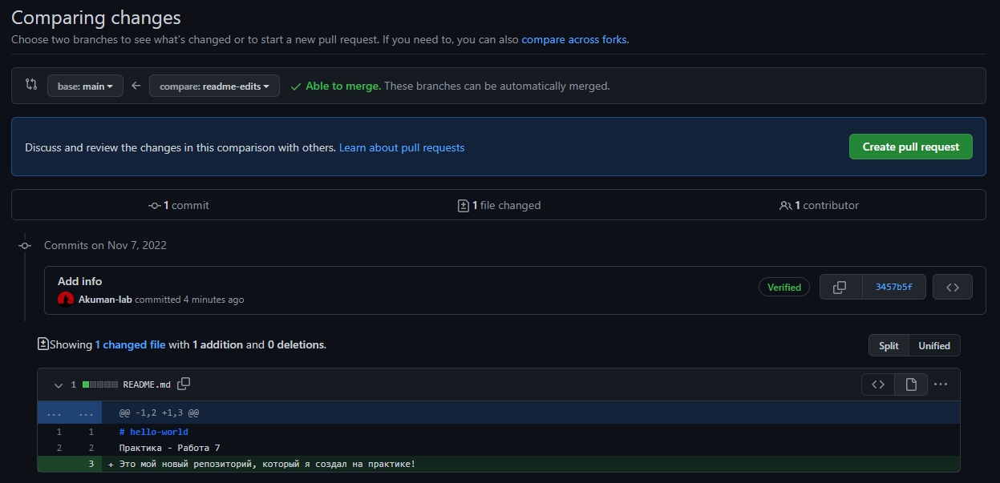 Comparing changes
Choose two branches to see what's changed or to start a new pull request. If you need to, you can also compare across forks.
base: main compare: readme-edits Able to merge. These branches can be automatically merged.
Discuss and review the changes in this comparison with others. Learn about pull requests Create pull request
1 commit 1 file changed 1 contributor
Commits on Nov 7, 2022
Add info
Akuman-lab committed 4 minutes ago Verified 3457b5f
Showing 1 changed file with 1 addition and 0 deletions. Split Unified
1 README.md
... ... @@ -1,2 +1,3 @@
1 1 # hello-world
2 2 Практика - Работа 7
3 + Это мой новый репозиторий, который я создал на практике!